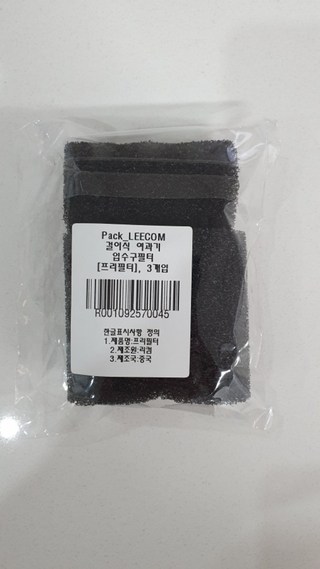 Pack_LEECOM
걸이식 여과기
입수구필터
[프리필터], 3개입
R001092570045
한글표시사항 정의
1.제품명:프리필터
2.제조원:리컴
3.제조국:중국